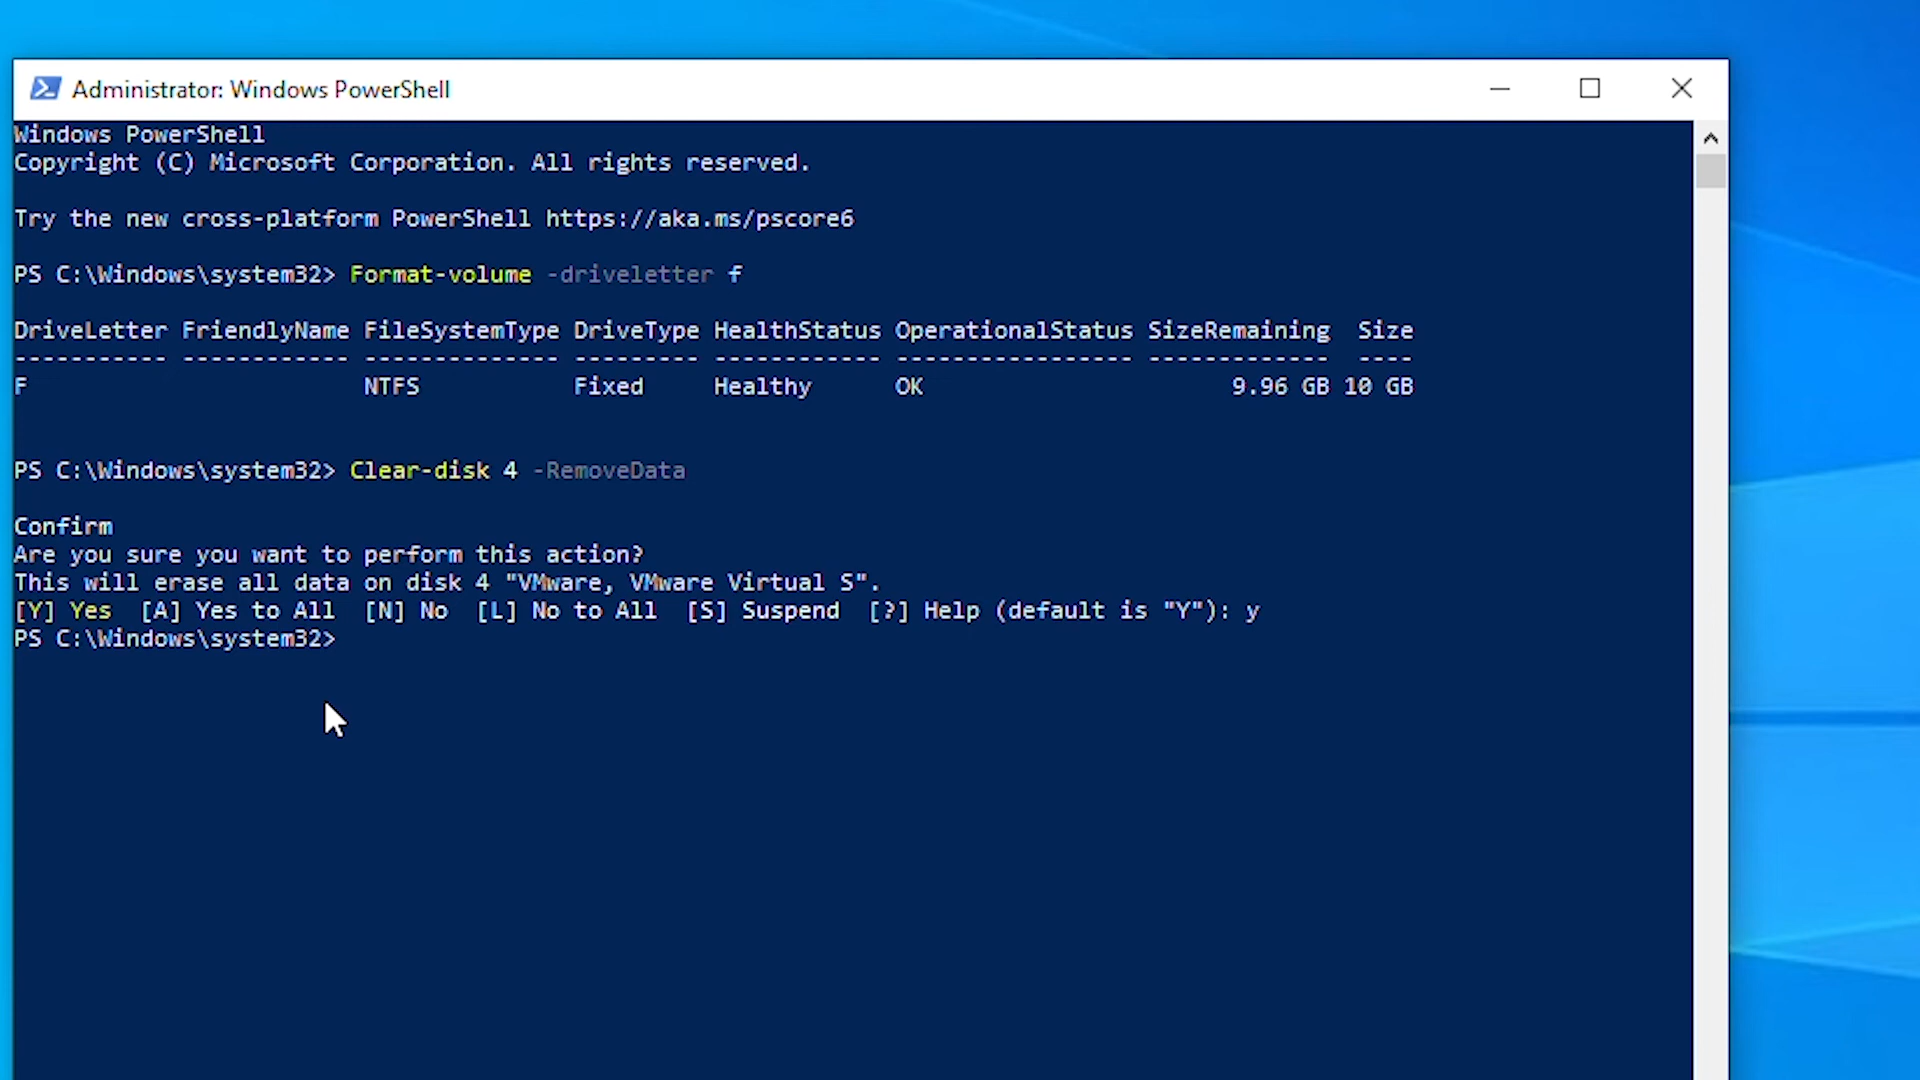 Administrator: Windows PowerShell
Windows PowerShell
Copyright (C) Microsoft Corporation. All rights reserved.
Try the new cross-platform PowerShell https://aka.ms/pscore6
PS C:\Windows\system32> Format-volume -driveletter f
DriveLetter FriendlyName FileSystemType DriveType HealthStatus OperationalStatus SizeRemaining  Size
----------- ------------ -------------- --------- ------------ ----------------- -------------  ----
F                        NTFS           Fixed     Healthy      OK                      9.96 GB 10 GB
PS C:\Windows\system32> Clear-disk 4 -RemoveData
Confirm
Are you sure you want to perform this action?
This will erase all data on disk 4 "VMware, VMware Virtual S".
[Y] Yes  [A] Yes to All  [N] No  [L] No to All  [S] Suspend  [?] Help (default is "Y"): y
PS C:\Windows\system32>